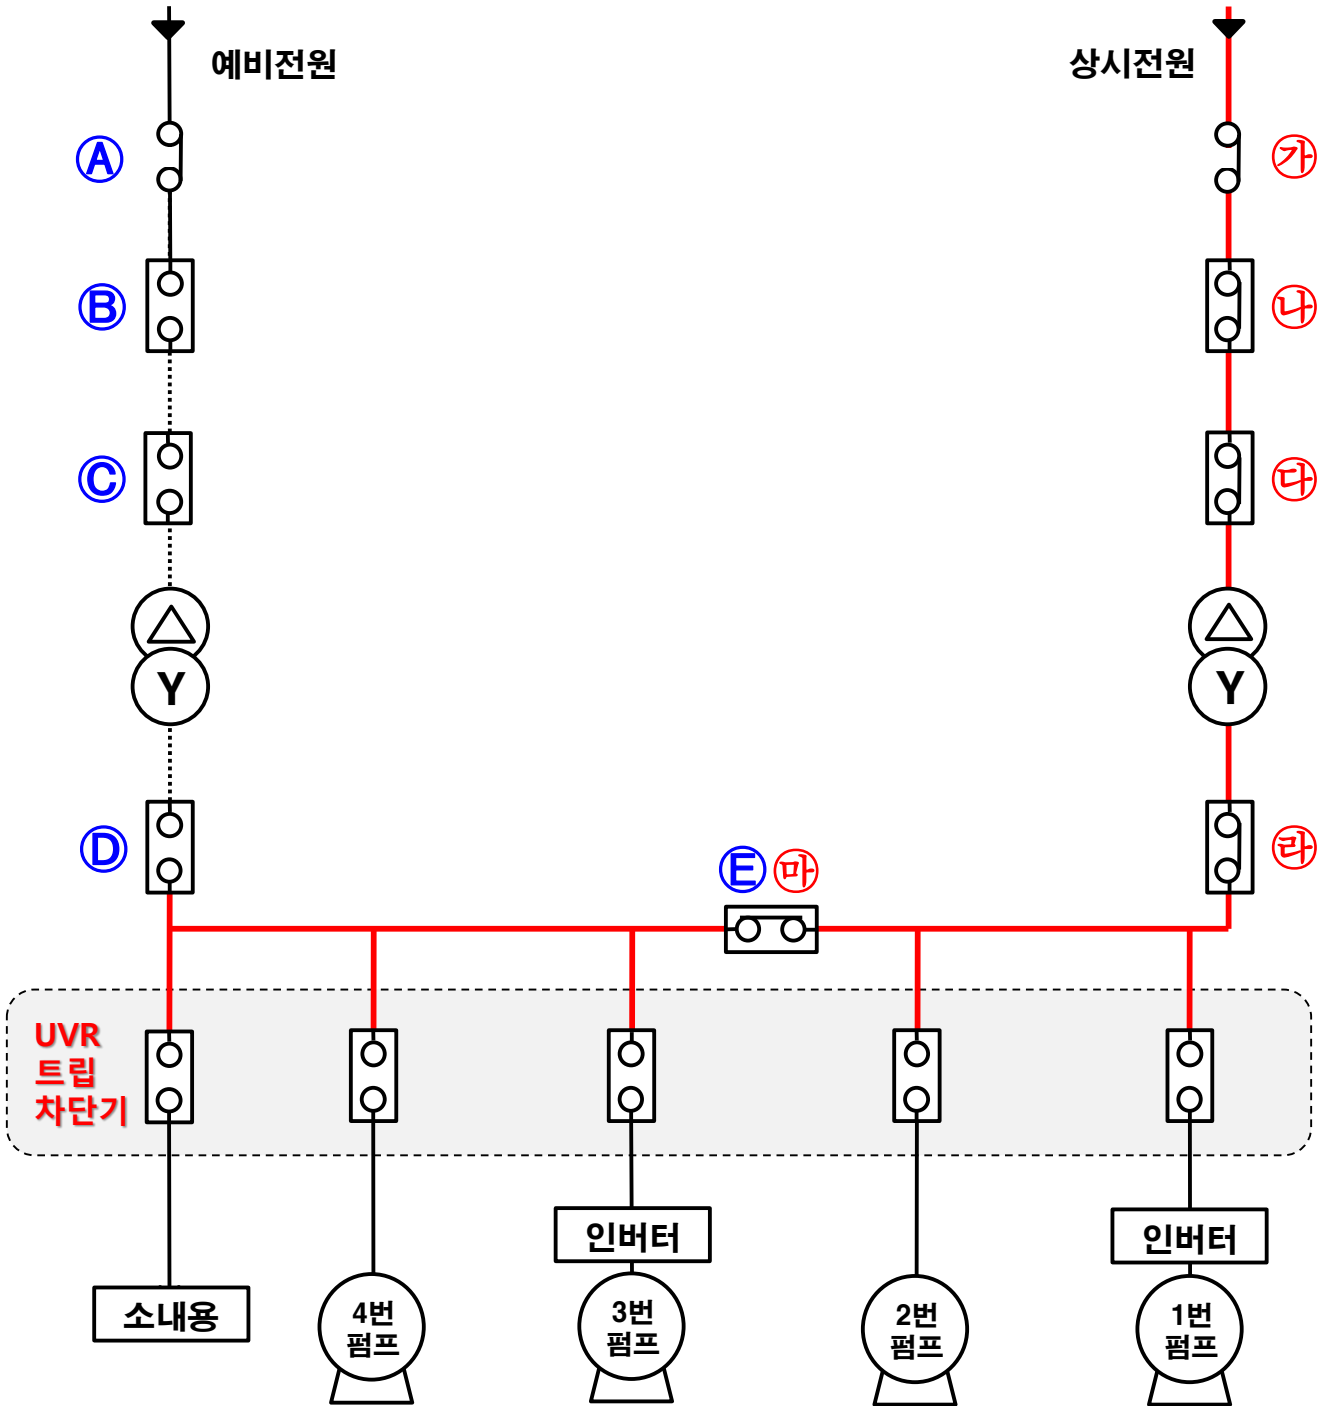 예비전원
상시전원
Ⓐ
㉮
Ⓑ
㉯
Ⓒ
㉰
Y
Y
Ⓓ
Ⓔ ㉲
㉱
UVR
트립
차단기
인버터
인버터
소내용
4번
펌프
3번
펌프
2번
펌프
1번
펌프